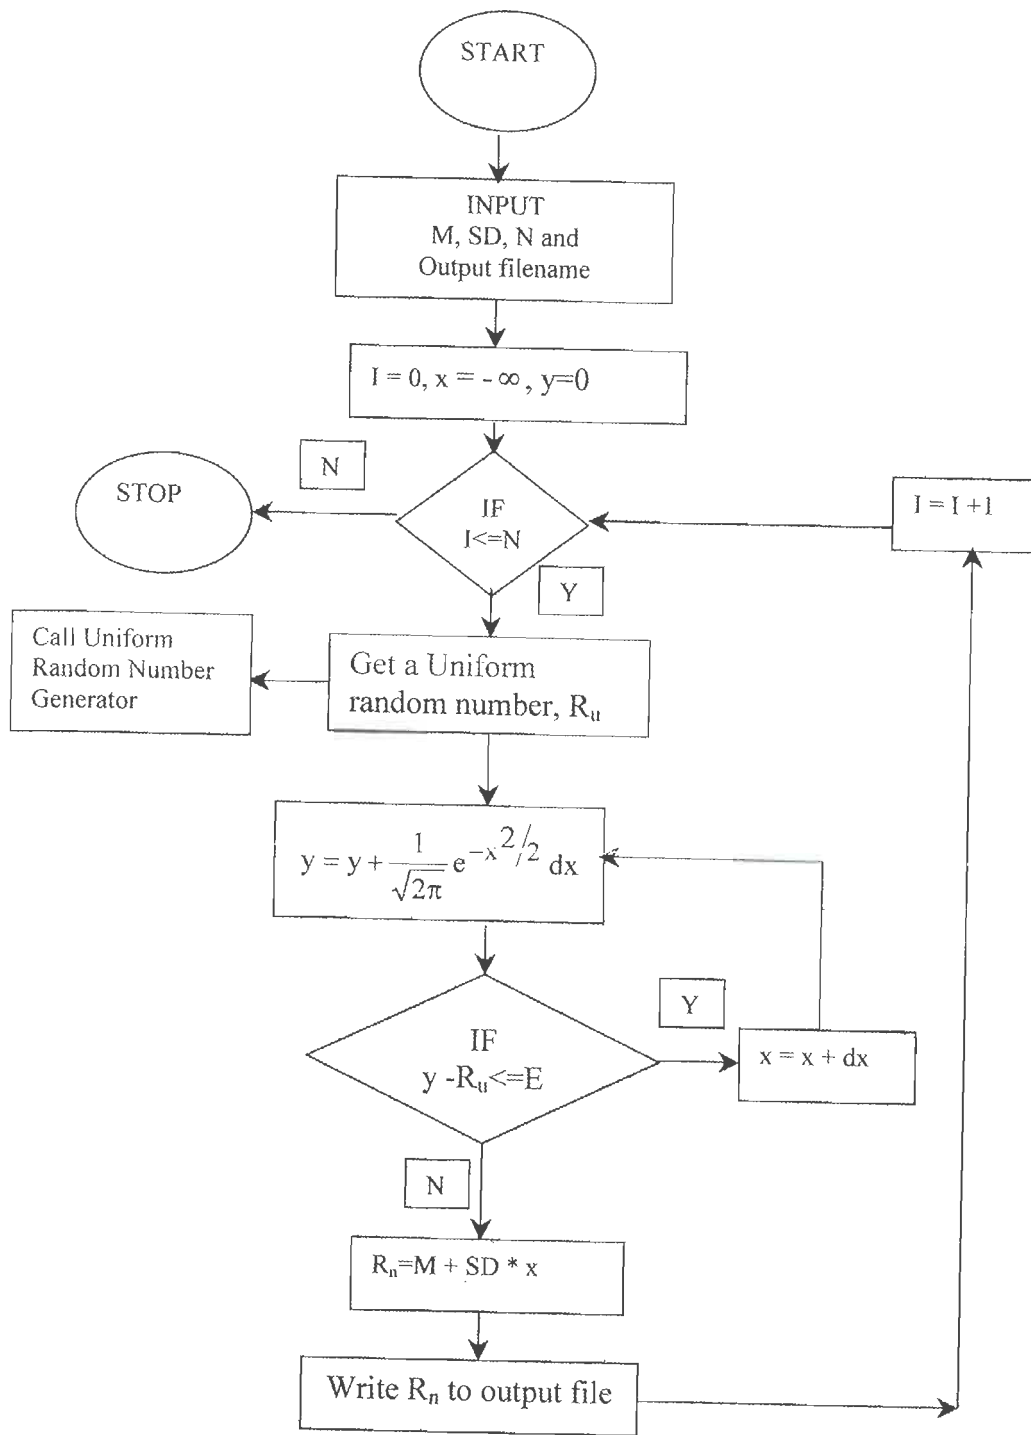 START
INPUT
M, SD, N and
Output filename
I = 0, x = - ∞ , y=0
N
STOP
IF
I<=N
I = I +1
Y
Call Uniform
Random Number
Generator
Get a Uniform
random number, Rᵤ
y = y + 1/√2π e^(-x^2/2) dx
IF
y -Rᵤ<=E
Y
x = x + dx
N
Rₙ=M + SD * x
Write Rₙ to output file